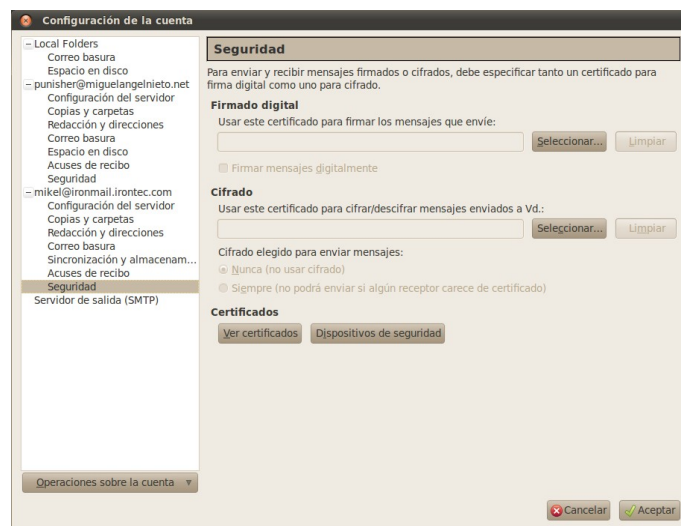 Configuración de la cuenta
Local Folders
Correo basura
Espacio en disco
punisher@miguelangelnieto.net
Configuración del servidor
Copias y carpetas
Redacción y direcciones
Correo basura
Espacio en disco
Acuses de recibo
Seguridad
mikel@ironmail.irontec.com
Configuración del servidor
Copias y carpetas
Redacción y direcciones
Correo basura
Sincronización y almacenam...
Acuses de recibo
Seguridad
Servidor de salida (SMTP)
Operaciones sobre la cuenta
Seguridad
Para enviar y recibir mensajes firmados o cifrados, debe especificar tanto un certificado para
firma digital como uno para cifrado.
Firmado digital
Usar este certificado para firmar los mensajes que envíe:
Seleccionar... Limpiar
Firmar mensajes digitalmente
Cifrado
Usar este certificado para cifrar/descifrar mensajes enviados a Vd.:
Seleccionar... Limpiar
Cifrado elegido para enviar mensajes:
Nunca (no usar cifrado)
Siempre (no podrá enviar si algún receptor carece de certificado)
Certificados
Ver certificados Dispositivos de seguridad
Cancelar Aceptar